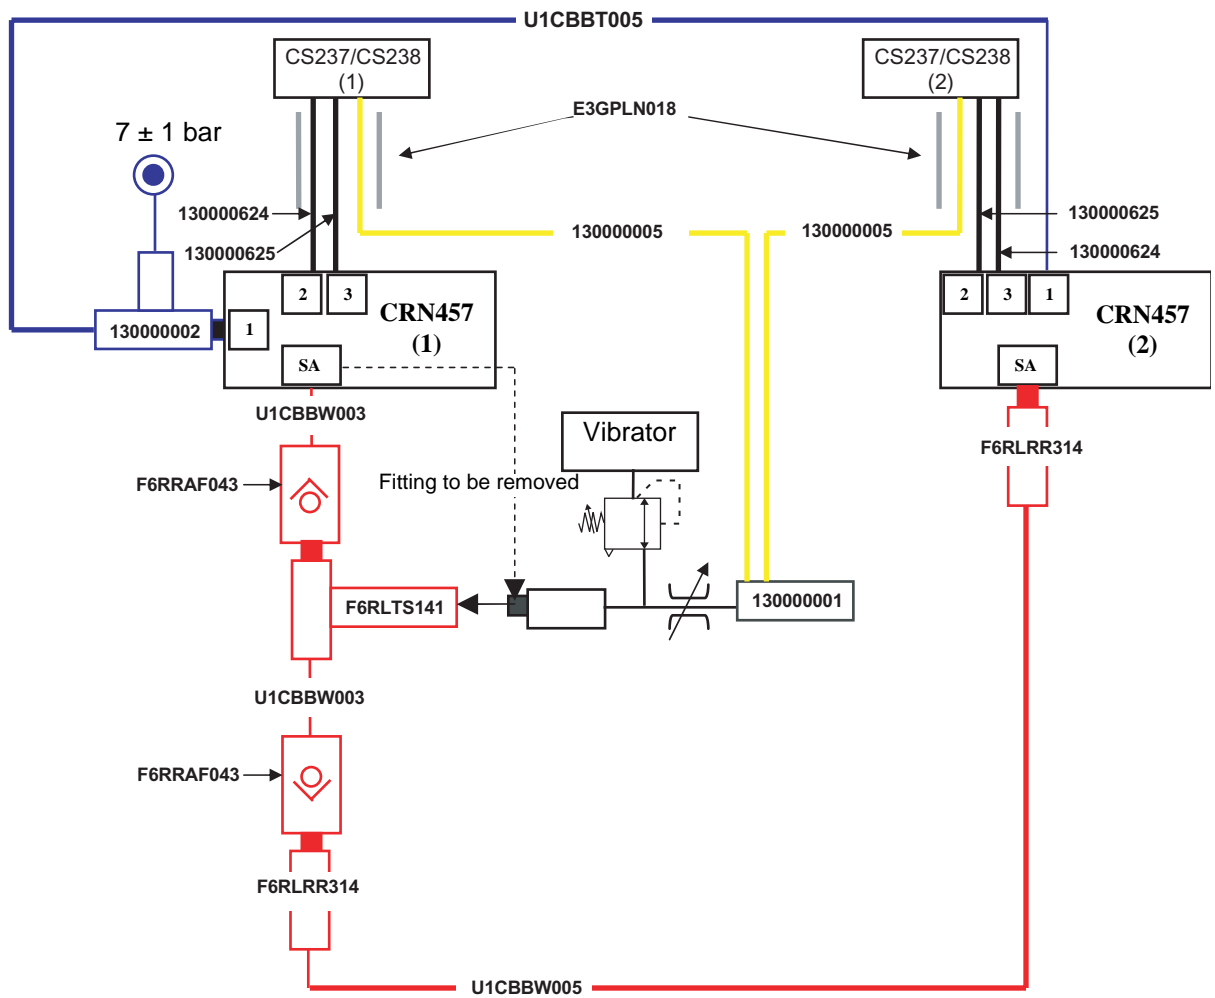 U1CBBT005
CS237/CS238
(1)
CS237/CS238
(2)
E3GPLN018
7 ± 1 bar
130000624
130000625
130000005
130000005
130000625
130000624
130000002
1
2
3
CRN457
(1)
SA
2
3
1
CRN457
(2)
SA
U1CBBW003
F6RLRR314
Vibrator
F6RRAF043
Fitting to be removed
F6RLTS141
130000001
U1CBBW003
F6RRAF043
F6RLRR314
U1CBBW005